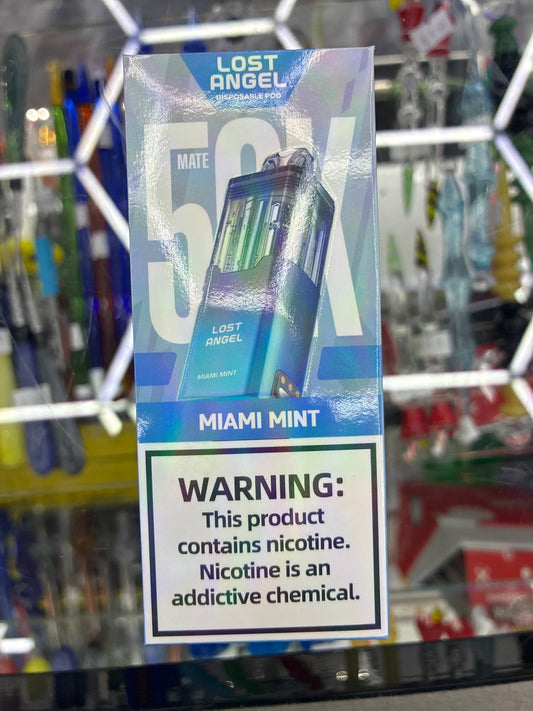 LOST
ANGEL
DISPOSABLE POD
MATE
50K
LOST
ANGEL
MIAMI MINT
MIAMI MINT
WARNING:
This product
contains nicotine.
Nicotine is an
addictive chemical.